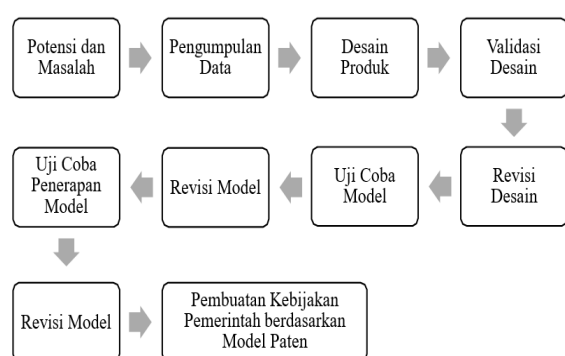 Potensi dan
Masalah
Pengumpulan
Data
Desain
Produk
Validasi
Desain
Revisi
Desain
Uji Coba
Model
Revisi Model
Uji Coba
Penerapan
Model
Revisi Model
Pembuatan Kebijakan
Pemerintah berdasarkan
Model Paten